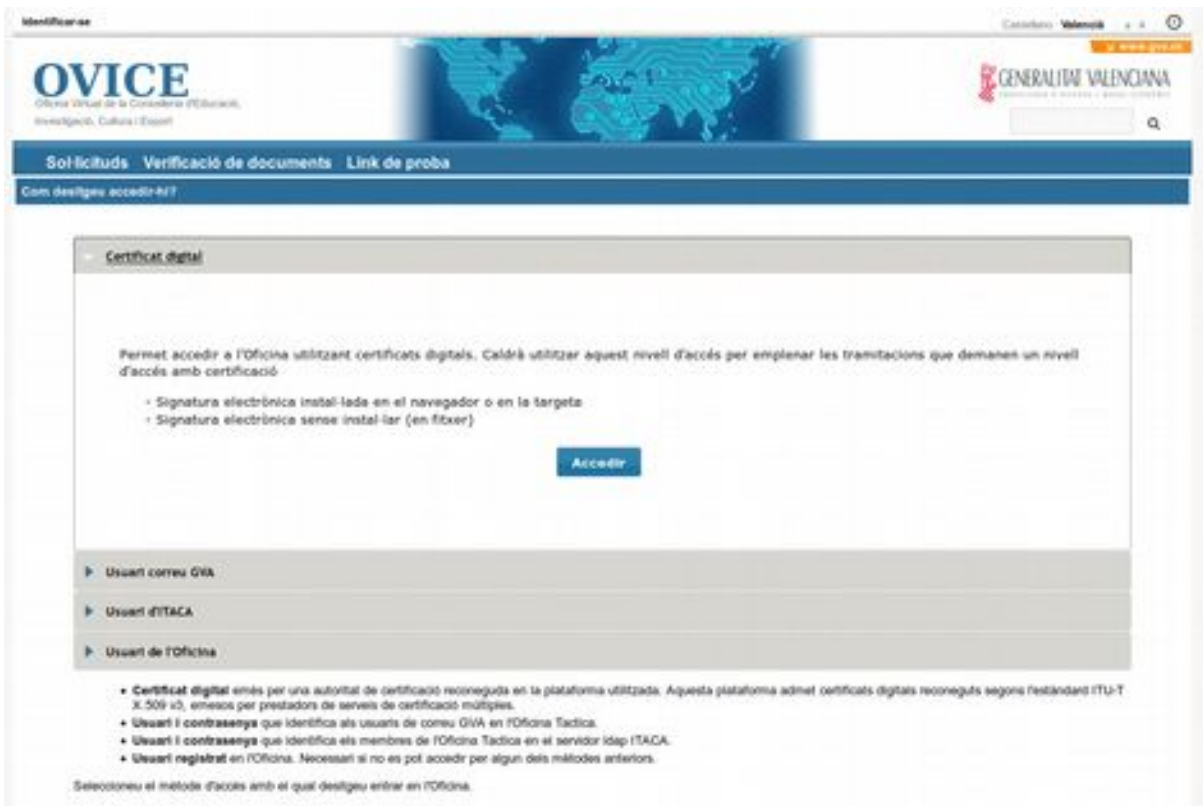 Identificar-se
Castellano Valencià
www.gva.es
OVICE
Oficina Virtual de la Conselleria d'Educació,
Investigació, Cultura i Esport
GENERALITAT VALENCIANA
Sol·licituds Verificació de documents Link de proba
Com desitgeu accedir-hi?
Certificat digital
Permet accedir a l'Oficina utilitzant certificats digitals. Caldrà utilitzar aquest nivell d'accés per emplenar les tramitacions que demanen un nivell
d'accés amb certificació
- Signatura electrònica instal·lada en el navegador o en la targeta
- Signatura electrònica sense instal·lar (en fitxer)
Accedir
Usuari correu GVA
Usuari d'ITACA
Usuari de l'Oficina
• Certificat digital emès per una autoritat de certificació reconeguda en la plataforma utilitzada. Aquesta plataforma admet certificats digitals reconeguts segons l'estàndard ITU-T
X.509 v3, emesos per prestadors de serveis de certificació múltiples.
• Usuari i contrasenya que identifica als usuaris de correu GVA en l'Oficina Tactica.
• Usuari i contrasenya que identifica els membres de l'Oficina Tactica en el servidor ldap ITACA.
• Usuari registrat en l'Oficina. Necessari si no es pot accedir per algun dels mètodes anteriors.
Seleccioneu el mètode d'accés amb el qual desitgeu entrar en l'Oficina.